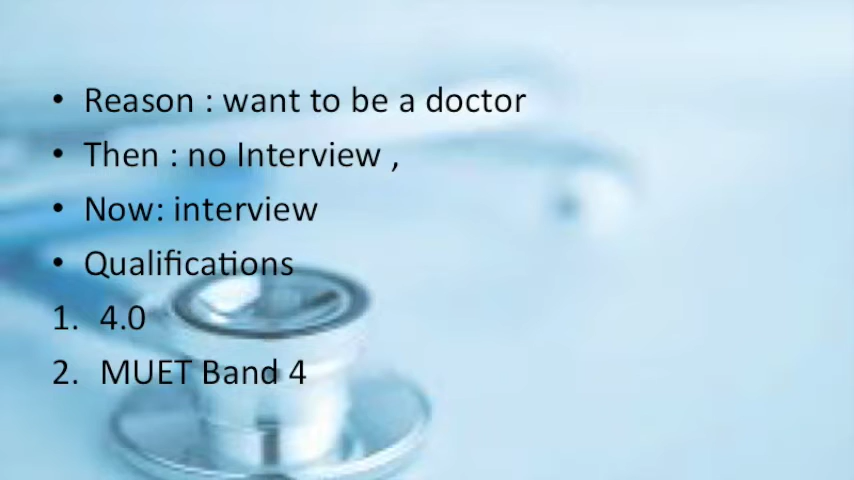 • Reason : want to be a doctor
• Then : no Interview ,
• Now: interview
• Qualifications
1. 4.0
2. MUET Band 4